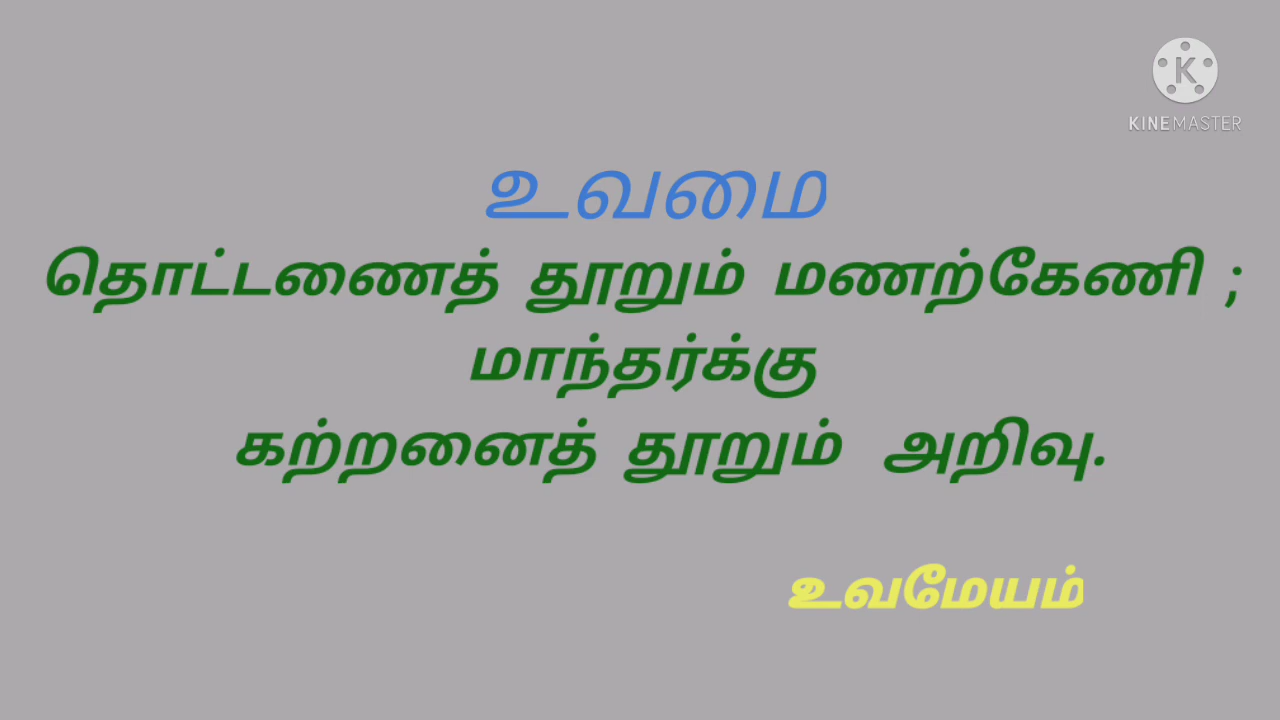 KINEMASTER
உவமை
தொட்டணைத் தூறும் மணற்கேணி ;
மாந்தர்க்கு
கற்றனைத் தூறும் அறிவு.
உவமேயம்